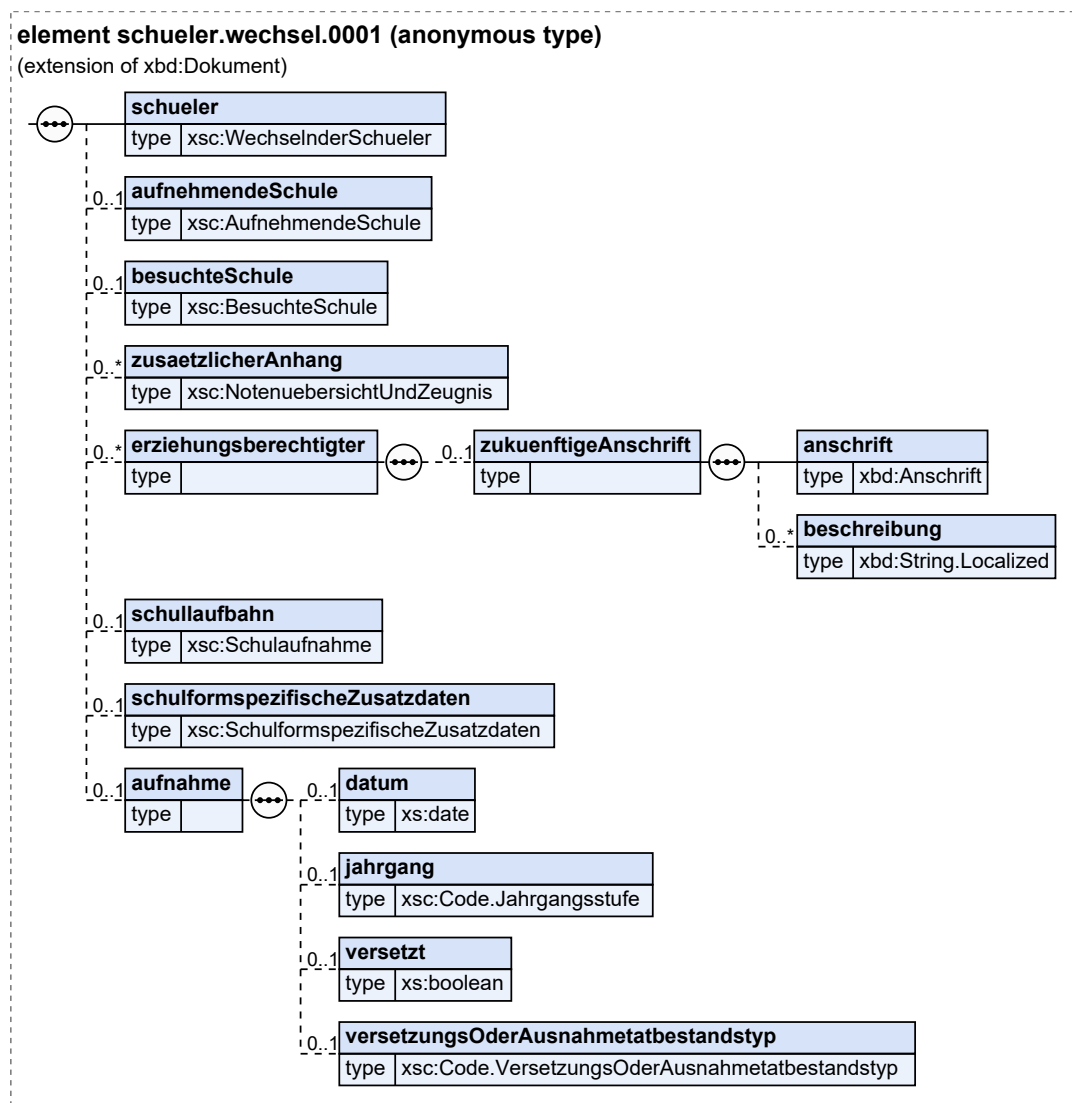 element schueler.wechsel.0001 (anonymous type)
(extension of xbd:Dokument)
schueler
type xsc:WechselnderSchueler
0..1 aufnehmendeSchule
type xsc:AufnehmendeSchule
0..1 besuchteSchule
type xsc:BesuchteSchule
0..* zusaetzlicherAnhang
type xsc:NotenuebersichtUndZeugnis
0..* erziehungsberechtigter 0..1 zukuenftigeAnschrift anschrift
type type type xbd:Anschrift
0..* beschreibung
type xbd:String.Localized
0..1 schullaufbahn
type xsc:Schulaufnahme
0..1 schulformspezifischeZusatzdaten
type xsc:SchulformspezifischeZusatzdaten
0..1 aufnahme 0..1 datum
type type xs:date
0..1 jahrgang
type xsc:Code.Jahrgangsstufe
0..1 versetzt
type xs:boolean
0..1 versetzungsOderAusnahmetatbestandstyp
type xsc:Code.VersetzungsOderAusnahmetatbestandstyp